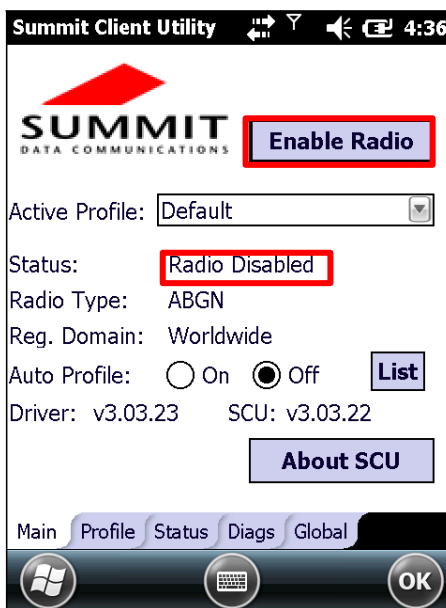 Summit Client Utility 4:36
SUMMIT
DATA COMMUNICATIONS
Enable Radio
Active Profile: Default
Status: Radio Disabled
Radio Type: ABGN
Reg. Domain: Worldwide
Auto Profile: On Off List
Driver: v3.03.23 SCU: v3.03.22
About SCU
Main Profile Status Diags Global
OK